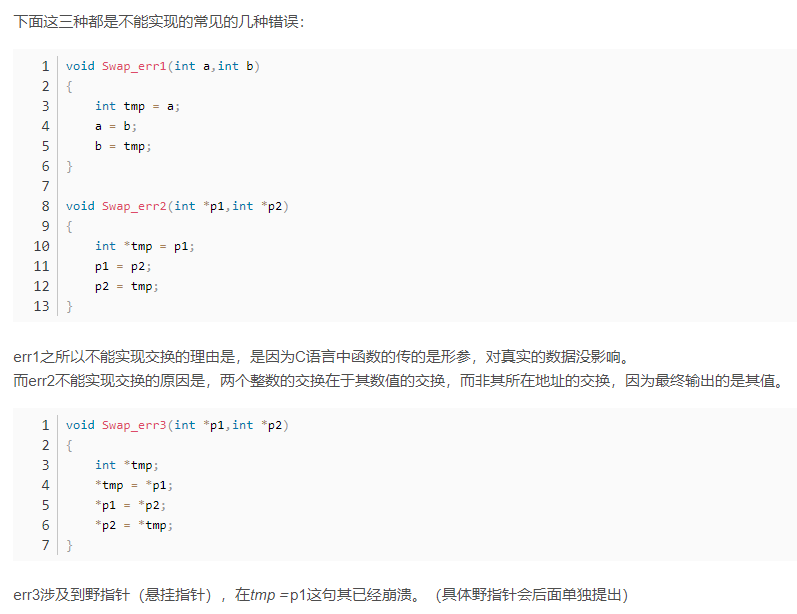 下面这三种都是不能实现的常见的几种错误：
1 void Swap_err1(int a,int b)
2 {
3     int tmp = a;
4     a = b;
5     b = tmp;
6 }
7
8 void Swap_err2(int *p1,int *p2)
9 {
10     int *tmp = p1;
11     p1 = p2;
12     p2 = tmp;
13 }
err1之所以不能实现交换的理由是，是因为C语言中函数的传的是形参，对真实的数据没影响。
而err2不能实现交换的原因是，两个整数的交换在于其数值的交换，而非其所在地址的交换，因为最终输出的是其值。
1 void Swap_err3(int *p1,int *p2)
2 {
3     int *tmp;
4     *tmp = *p1;
5     *p1 = *p2;
6     *p2 = *tmp;
7 }
err3涉及到野指针（悬挂指针），在tmp =p1这句其已经崩溃。（具体野指针会后面单独提出）